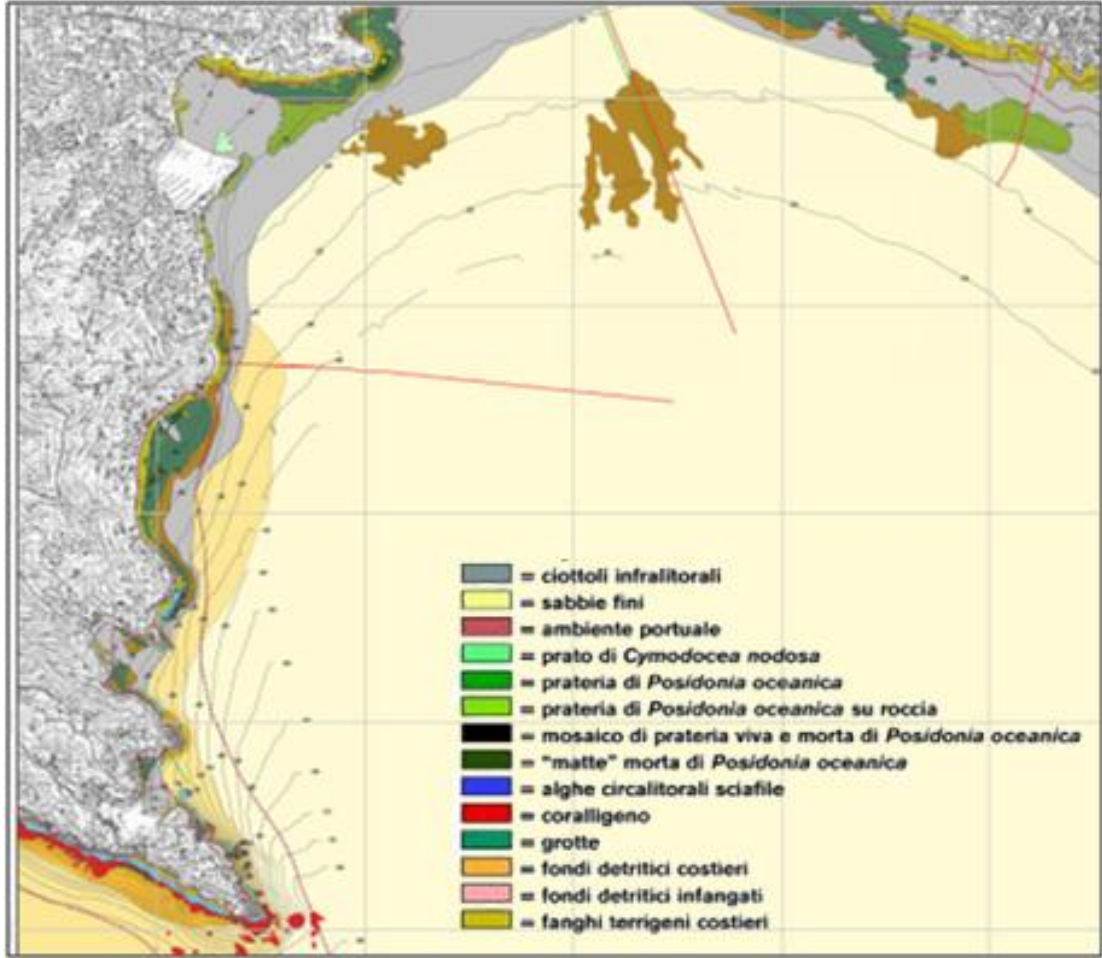 = ciottoli infralitorali
= sabbie fini
= ambiente portuale
= prato di Cymodocea nodosa
= prateria di Posidonia oceanica
= prateria di Posidonia oceanica su roccia
= mosaico di prateria viva e morta di Posidonia oceanica
= "matte" morta di Posidonia oceanica
= alghe circalitorali sciafile
= coralligeno
= grotte
= fondi detritici costieri
= fondi detritici infangati
= fanghi terrigeni costieri